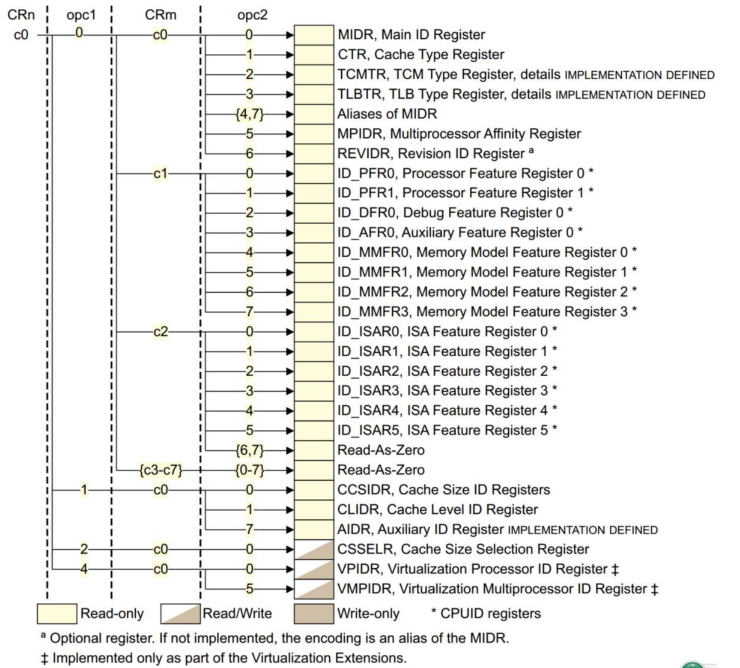 CRn opc1 CRm opc2
c0 0 c0 0 MIDR, Main ID Register
1 CTR, Cache Type Register
2 TCMTR, TCM Type Register, details IMPLEMENTATION DEFINED
3 TLBTR, TLB Type Register, details IMPLEMENTATION DEFINED
{4,7} Aliases of MIDR
5 MPIDR, Multiprocessor Affinity Register
6 REVIDR, Revision ID Register ª
c1 0 ID_PFR0, Processor Feature Register 0 *
1 ID_PFR1, Processor Feature Register 1 *
2 ID_DFR0, Debug Feature Register 0 *
3 ID_AFR0, Auxiliary Feature Register 0 *
4 ID_MMFR0, Memory Model Feature Register 0 *
5 ID_MMFR1, Memory Model Feature Register 1 *
6 ID_MMFR2, Memory Model Feature Register 2 *
7 ID_MMFR3, Memory Model Feature Register 3 *
c2 0 ID_ISAR0, ISA Feature Register 0 *
1 ID_ISAR1, ISA Feature Register 1 *
2 ID_ISAR2, ISA Feature Register 2 *
3 ID_ISAR3, ISA Feature Register 3 *
4 ID_ISAR4, ISA Feature Register 4 *
5 ID_ISAR5, ISA Feature Register 5 *
{6,7} Read-As-Zero
{c3-c7} {0-7} Read-As-Zero
1 c0 0 CCSIDR, Cache Size ID Registers
1 CLIDR, Cache Level ID Register
7 AIDR, Auxiliary ID Register IMPLEMENTATION DEFINED
2 c0 0 CSSELR, Cache Size Selection Register
4 c0 0 VPIDR, Virtualization Processor ID Register ‡
5 VMPIDR, Virtualization Multiprocessor ID Register ‡
Read-only Read/Write Write-only * CPUID registers
ª Optional register. If not implemented, the encoding is an alias of the MIDR.
‡ Implemented only as part of the Virtualization Extensions.